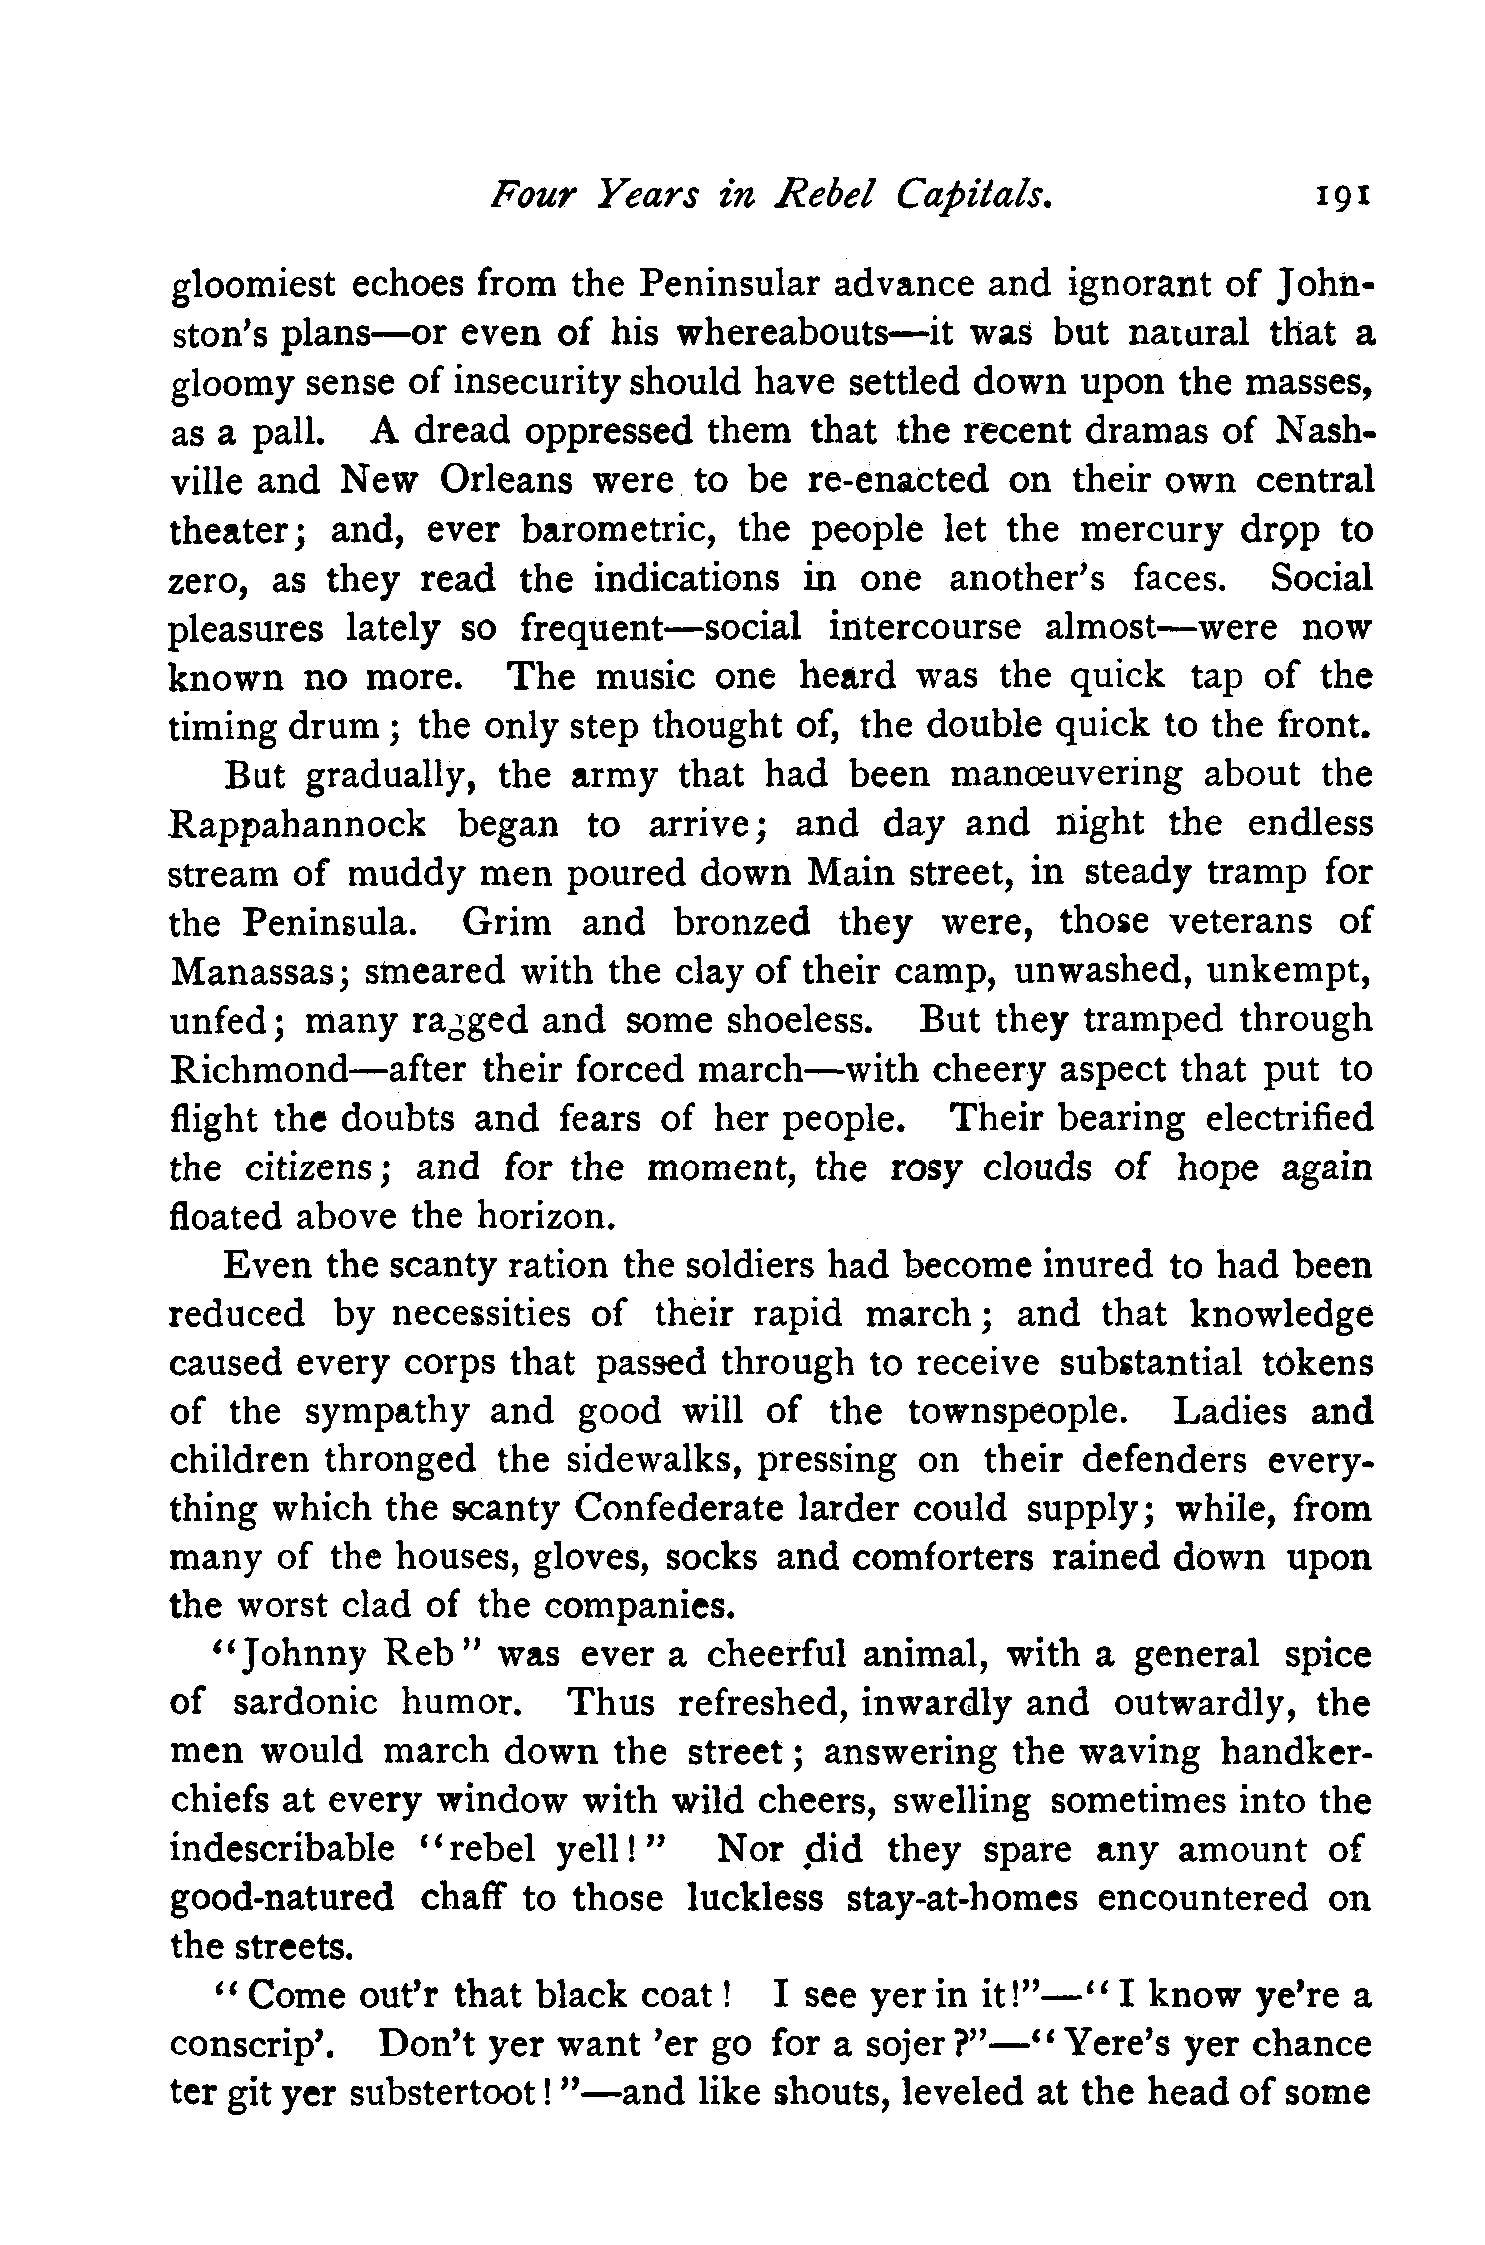 Four Years in Rebel Capitals. 191
gloomiest echoes from the Peninsular advance and ignorant of John-
ston's plans—or even of his whereabouts—it was but natural that a
gloomy sense of insecurity should have settled down upon the masses,
as a pall. A dread oppressed them that the recent dramas of Nash-
ville and New Orleans were to be re-enacted on their own central
theater; and, ever barometric, the people let the mercury drop to
zero, as they read the indications in one another's faces. Social
pleasures lately so frequent—social intercourse almost—were now
known no more. The music one heard was the quick tap of the
timing drum; the only step thought of, the double quick to the front.
But gradually, the army that had been manœuvering about the
Rappahannock began to arrive; and day and night the endless
stream of muddy men poured down Main street, in steady tramp for
the Peninsula. Grim and bronzed they were, those veterans of
Manassas; smeared with the clay of their camp, unwashed, unkempt,
unfed; many ragged and some shoeless. But they tramped through
Richmond—after their forced march—with cheery aspect that put to
flight the doubts and fears of her people. Their bearing electrified
the citizens; and for the moment, the rosy clouds of hope again
floated above the horizon.
Even the scanty ration the soldiers had become inured to had been
reduced by necessities of their rapid march; and that knowledge
caused every corps that passed through to receive substantial tokens
of the sympathy and good will of the townspeople. Ladies and
children thronged the sidewalks, pressing on their defenders every-
thing which the scanty Confederate larder could supply; while, from
many of the houses, gloves, socks and comforters rained down upon
the worst clad of the companies.
"Johnny Reb" was ever a cheerful animal, with a general spice
of sardonic humor. Thus refreshed, inwardly and outwardly, the
men would march down the street; answering the waving handker-
chiefs at every window with wild cheers, swelling sometimes into the
indescribable "rebel yell!" Nor did they spare any amount of
good-natured chaff to those luckless stay-at-homes encountered on
the streets.
"Come out'r that black coat! I see yer in it!"—"I know ye're a
conscrip'. Don't yer want 'er go for a sojer?"—"Yere's yer chance
ter git yer substertoot!"—and like shouts, leveled at the head of some